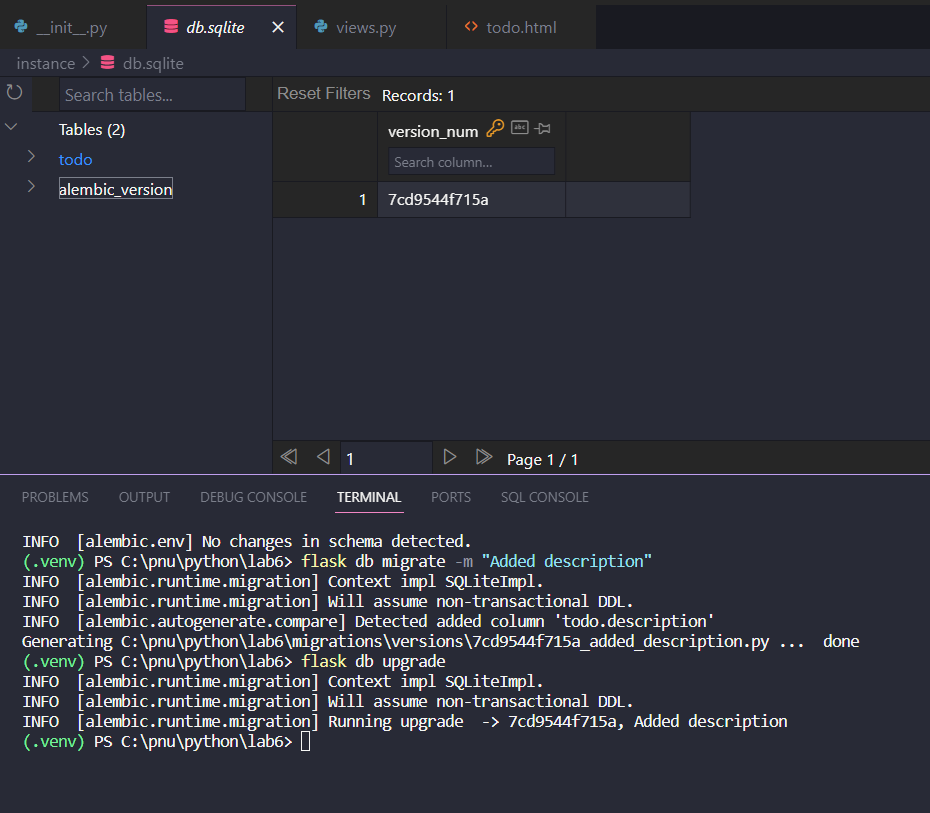 __init__.py db.sqlite views.py todo.html
instance > db.sqlite
Search tables... Reset Filters Records: 1
Tables (2)
todo
alembic_version
version_num abc
Search column...
1 7cd9544f715a
1 Page 1 / 1
PROBLEMS OUTPUT DEBUG CONSOLE TERMINAL PORTS SQL CONSOLE
INFO  [alembic.env] No changes in schema detected.
(.venv) PS C:\pnu\python\lab6> flask db migrate -m "Added description"
INFO  [alembic.runtime.migration] Context impl SQLiteImpl.
INFO  [alembic.runtime.migration] Will assume non-transactional DDL.
INFO  [alembic.autogenerate.compare] Detected added column 'todo.description'
Generating C:\pnu\python\lab6\migrations\versions\7cd9544f715a_added_description.py ...  done
(.venv) PS C:\pnu\python\lab6> flask db upgrade
INFO  [alembic.runtime.migration] Context impl SQLiteImpl.
INFO  [alembic.runtime.migration] Will assume non-transactional DDL.
INFO  [alembic.runtime.migration] Running upgrade  -> 7cd9544f715a, Added description
(.venv) PS C:\pnu\python\lab6>